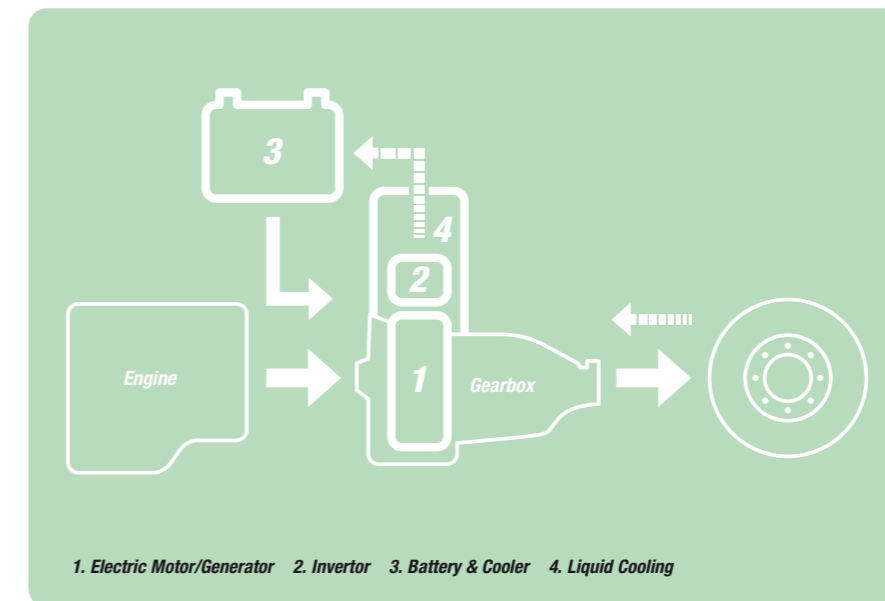 3
4
2
Engine
1
Gearbox
1. Electric Motor/Generator 2. Invertor 3. Battery & Cooler 4. Liquid Cooling